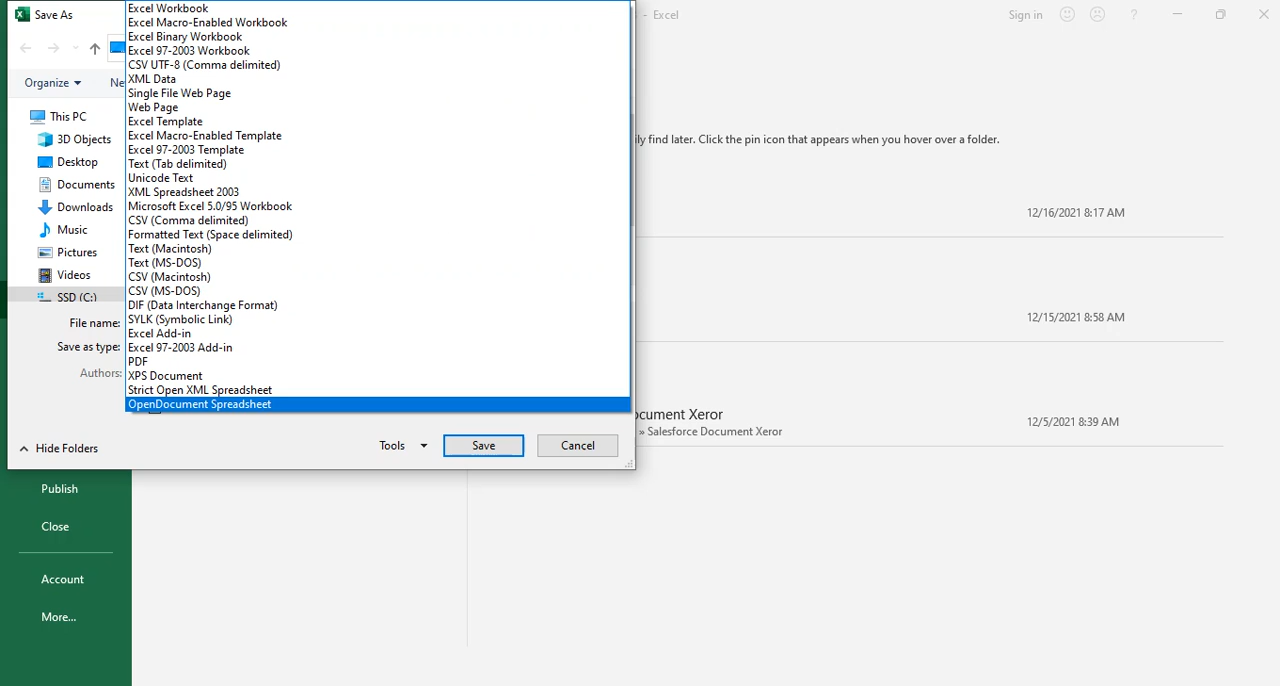 Save As
- Excel
Sign in
?
Organize
Ne
This PC
3D Objects
Desktop
Documents
Downloads
Music
Pictures
Videos
SSD (C:)
File name:
Save as type:
Authors:
Excel Workbook
Excel Macro-Enabled Workbook
Excel Binary Workbook
Excel 97-2003 Workbook
CSV UTF-8 (Comma delimited)
XML Data
Single File Web Page
Web Page
Excel Template
Excel Macro-Enabled Template
Excel 97-2003 Template
Text (Tab delimited)
Unicode Text
XML Spreadsheet 2003
Microsoft Excel 5.0/95 Workbook
CSV (Comma delimited)
Formatted Text (Space delimited)
Text (Macintosh)
Text (MS-DOS)
CSV (Macintosh)
CSV (MS-DOS)
DIF (Data Interchange Format)
SYLK (Symbolic Link)
Excel Add-in
Excel 97-2003 Add-in
PDF
XPS Document
Strict Open XML Spreadsheet
OpenDocument Spreadsheet
Hide Folders
Tools
Save
Cancel
ily find later. Click the pin icon that appears when you hover over a folder.
12/16/2021 8:17 AM
12/15/2021 8:58 AM
ocument Xeror
» Salesforce Document Xeror
12/5/2021 8:39 AM
Publish
Close
Account
More...